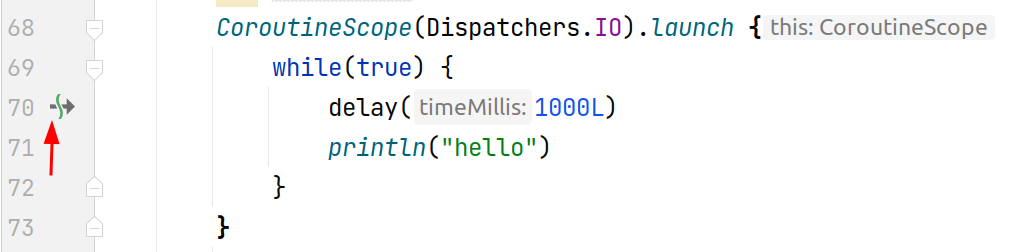 68 CoroutineScope(Dispatchers.IO).launch { this: CoroutineScope
69 while(true) {
70 delay( timeMillis: 1000L)
71 println("hello")
72 }
73 }